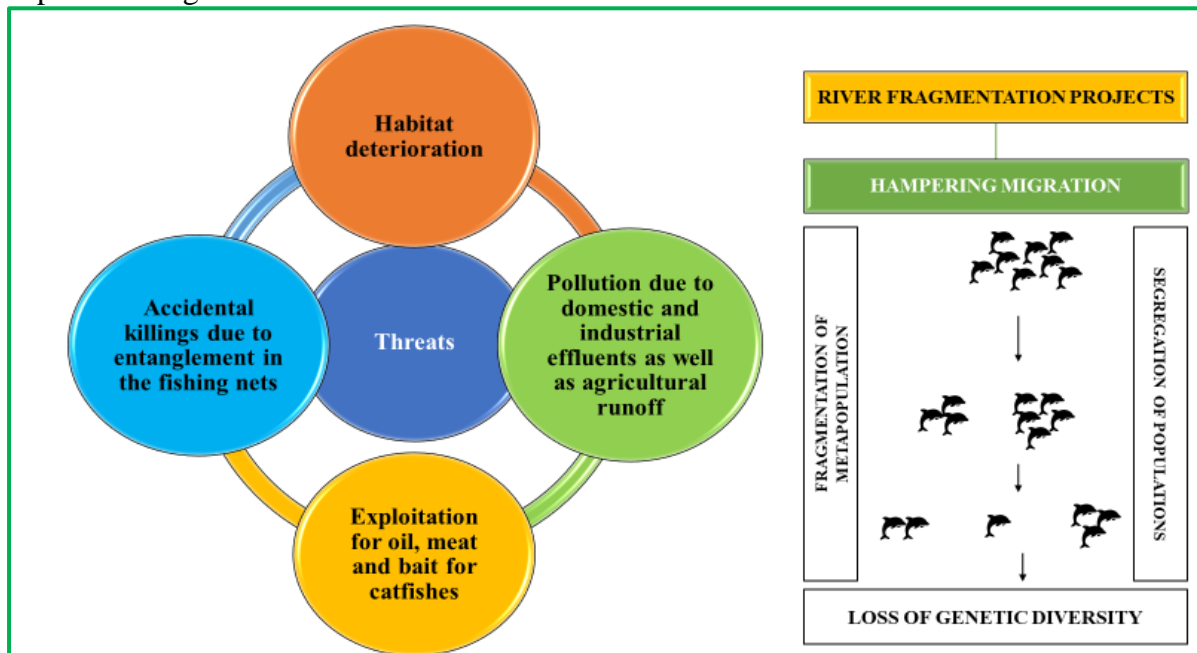 Habitat
deterioration
Accidental
killings due to
entanglement in
the fishing nets
Threats
Pollution due to
domestic and
industrial
effluents as well
as agricultural
runoff
Exploitation
for oil, meat
and bait for
catfishes
RIVER FRAGMENTATION PROJECTS
HAMPERING MIGRATION
FRAGMENTATION OF
METAPOPULATION
SEGREGATION OF POPULATIONS
LOSS OF GENETIC DIVERSITY